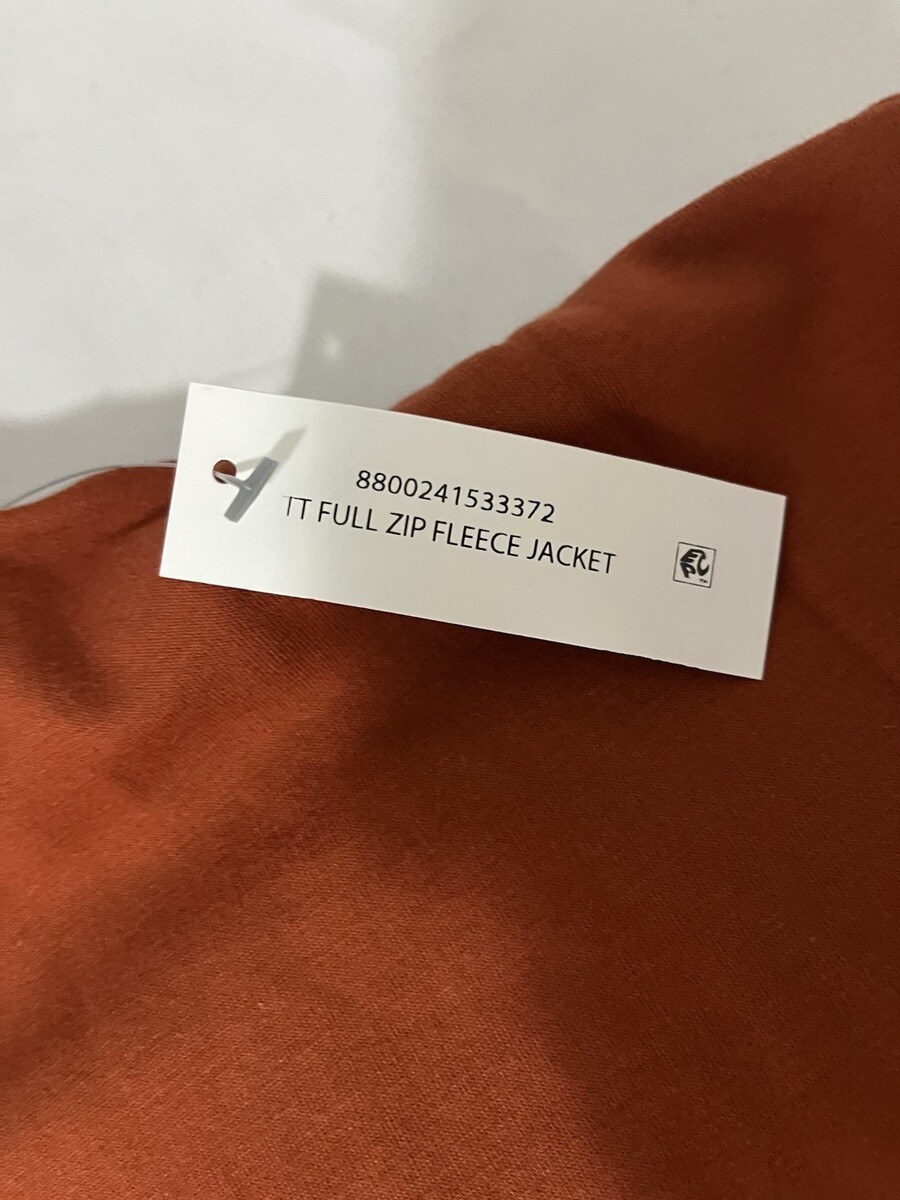 8800241533372
TT FULL ZIP FLEECE JACKET